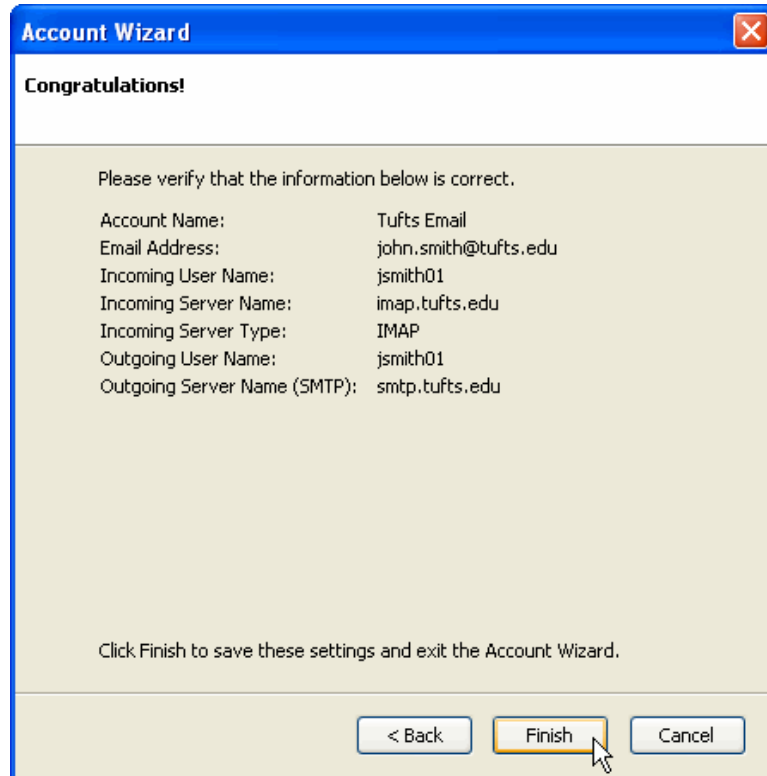 Account Wizard
Congratulations!
Please verify that the information below is correct.
Account Name: Tufts Email
Email Address: john.smith@tufts.edu
Incoming User Name: jsmith01
Incoming Server Name: imap.tufts.edu
Incoming Server Type: IMAP
Outgoing User Name: jsmith01
Outgoing Server Name (SMTP): smtp.tufts.edu
Click Finish to save these settings and exit the Account Wizard.
< Back Finish Cancel